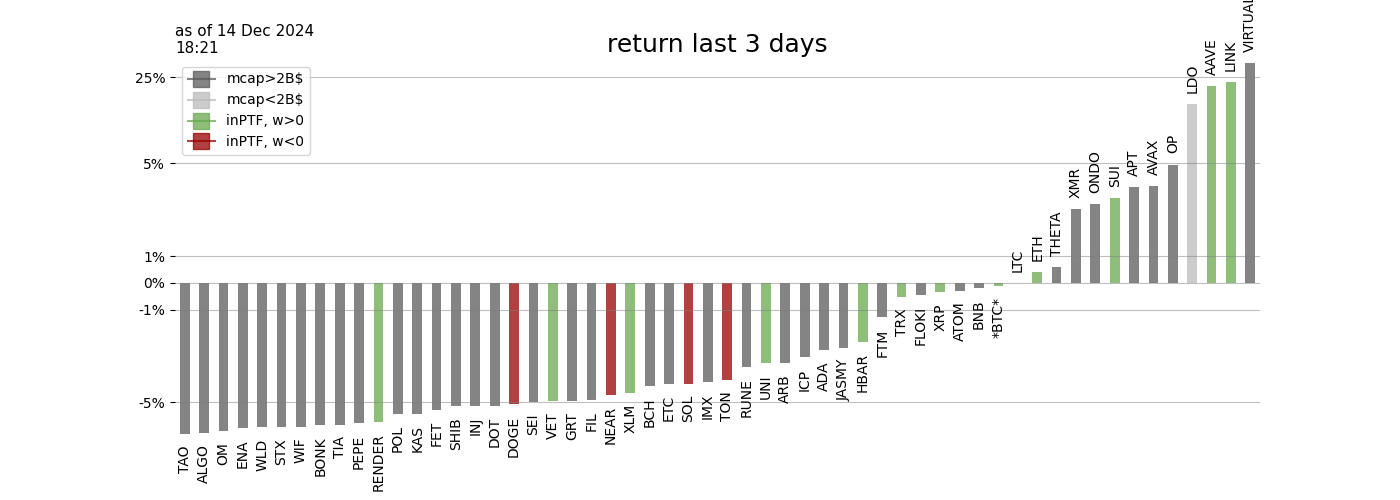 as of 14 Dec 2024
18:21
return last 3 days
mcap>2B$
mcap<2B$
inPTF, w>0
inPTF, w<0
25%
5%
1%
0%
-1%
-5%
TAO
ALGO
OM
ENA
WLD
STX
WIF
BONK
TIA
PEPE
RENDER
POL
KAS
FET
SHIB
INJ
DOT
DOGE
SEI
VET
GRT
FIL
NEAR
XLM
BCH
ETC
SOL
IMX
TON
RUNE
UNI
ARB
ICP
ADA
JASMY
HBAR
FTM
TRX
FLOKI
XRP
ATOM
BNB
*BTC*
LTC
ETH
THETA
XMR
ONDO
SUI
APT
AVAX
OP
LDO
AAVE
LINK
VIRTUAL